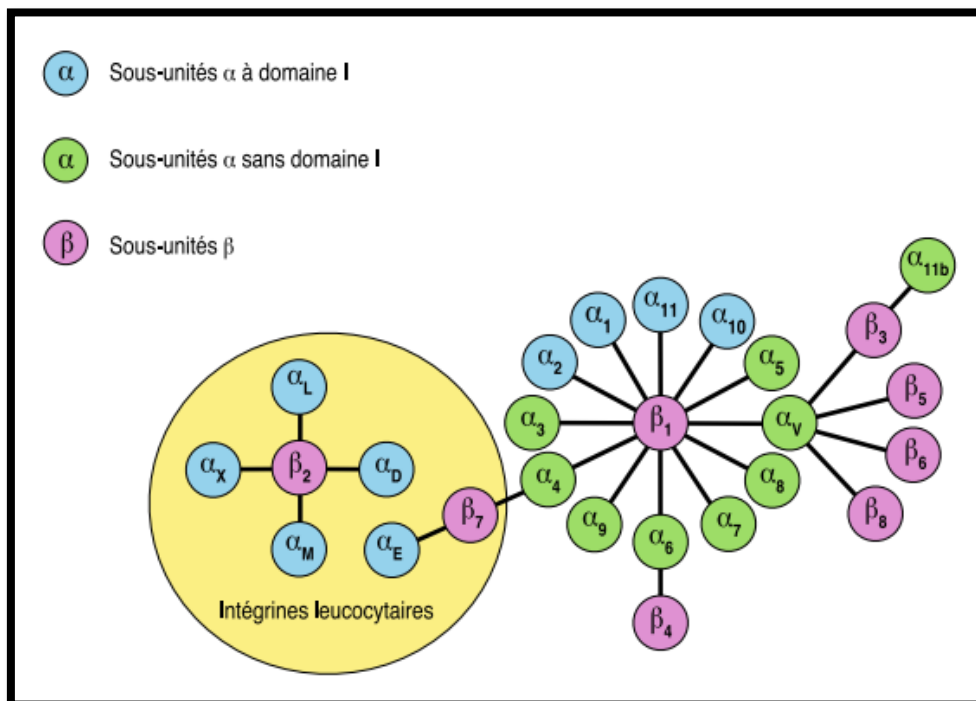 α Sous-unités α à domaine I
α Sous-unités α sans domaine I
β Sous-unités β
α11b
α11
α1
α10
β3
α2
α5
αL
β5
α3
β1
αV
β6
αX
β2
αD
α4
α8
β7
α9
α7
β8
αM
αE
α6
Intégrines leucocytaires
β4